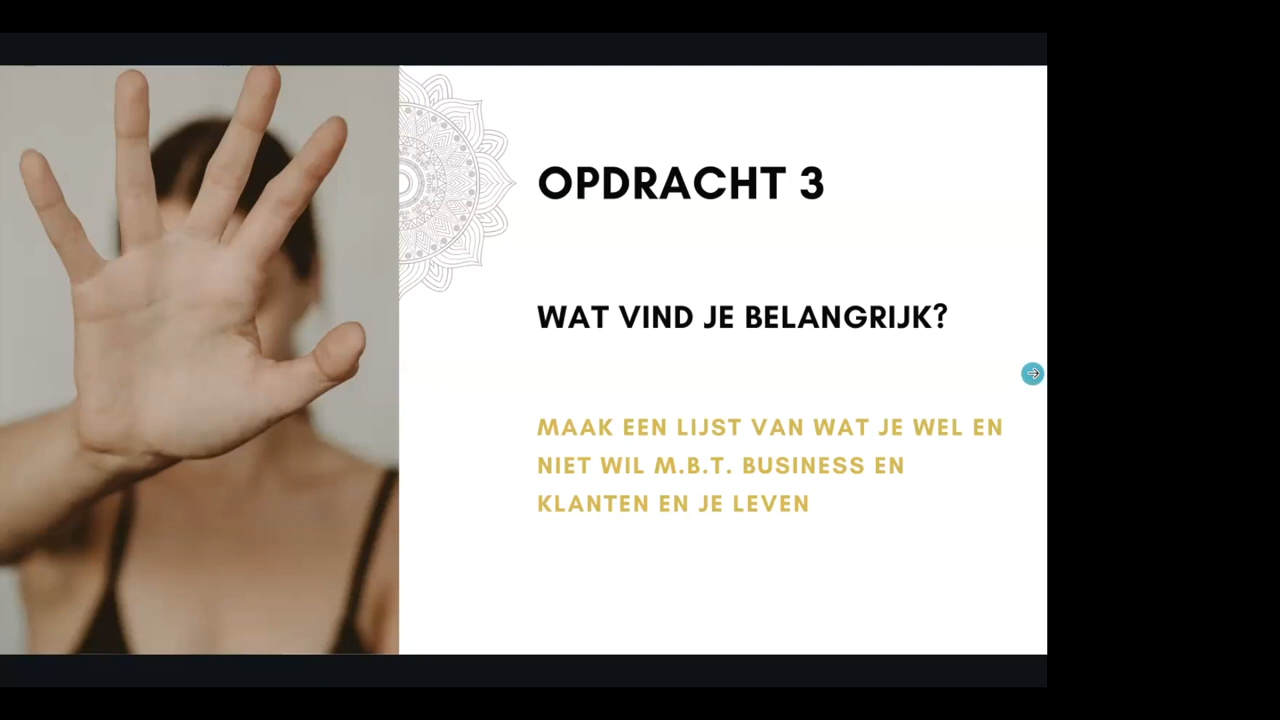 OPDRACHT 3
WAT VIND JE BELANGRIJK?
MAAK EEN LIJST VAN WAT JE WEL EN
NIET WIL M.B.T. BUSINESS EN
KLANTEN EN JE LEVEN